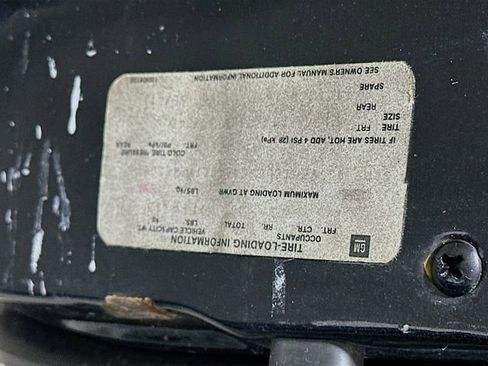 GM
TIRE-LOADING INFORMATION
OCCUPANTS VEHICLE CAPACITY WT.
FRT. CTR. RR. TOTAL LBS. kg
MAXIMUM LOADING AT GVWR LBS/kg
COLD TIRE PRESSURE
FRT. PSI/kPa REAR
IF TIRES ARE HOT, ADD 4 PSI (28 kPa)
TIRE FRT.
SIZE REAR
SPARE
SEE OWNER'S MANUAL FOR ADDITIONAL INFORMATION